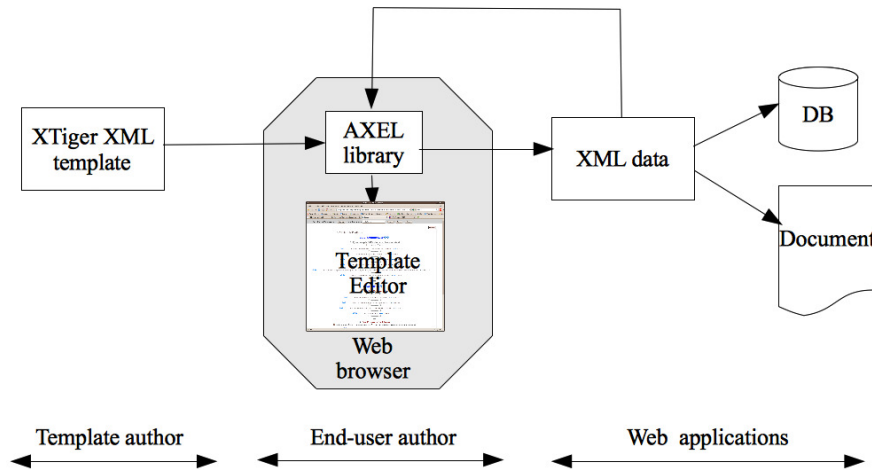 XTiger XML
template
AXEL
library
XML data
DB
Document
Template
Editor
Web
browser
Template author
End-user author
Web applications